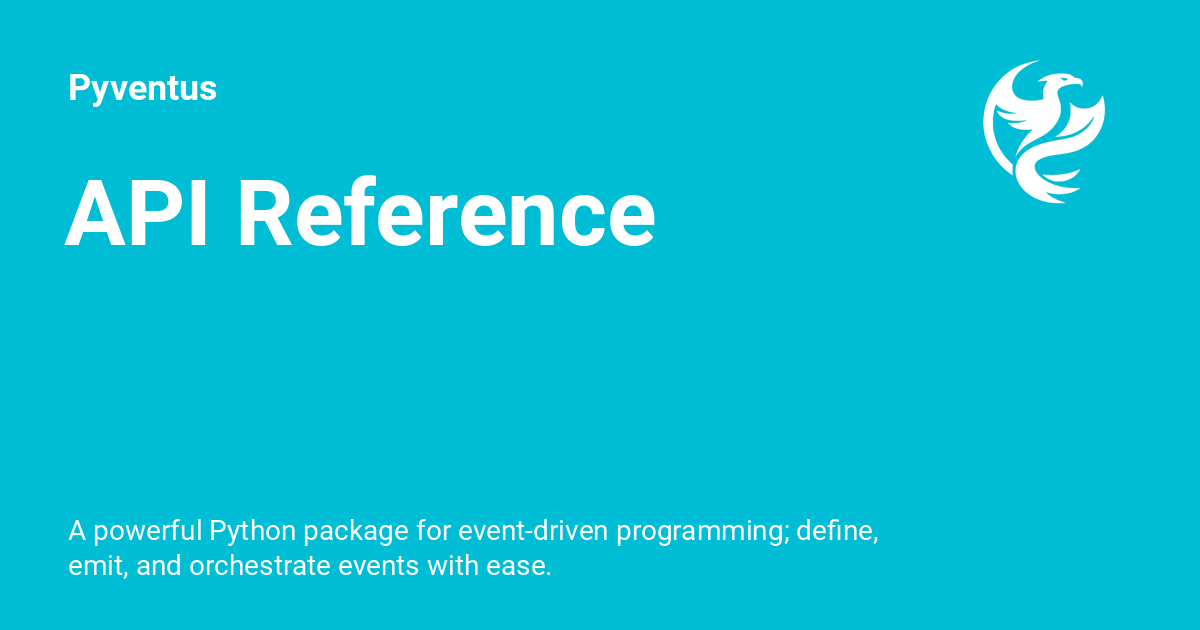 Pyventus
API Reference
A powerful Python package for event-driven programming; define,
emit, and orchestrate events with ease.